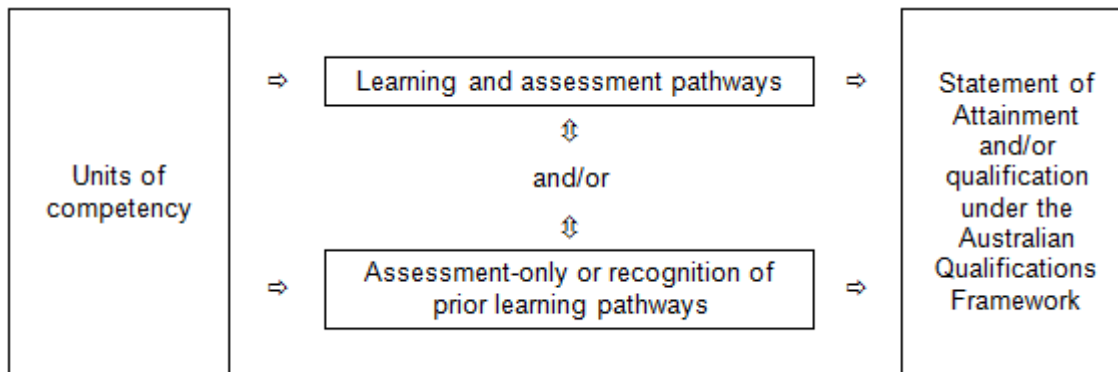 Units of
competency
Learning and assessment pathways
and/or
Assessment-only or recognition of
prior learning pathways
Statement of
Attainment
and/or
qualification
under the
Australian
Qualifications
Framework